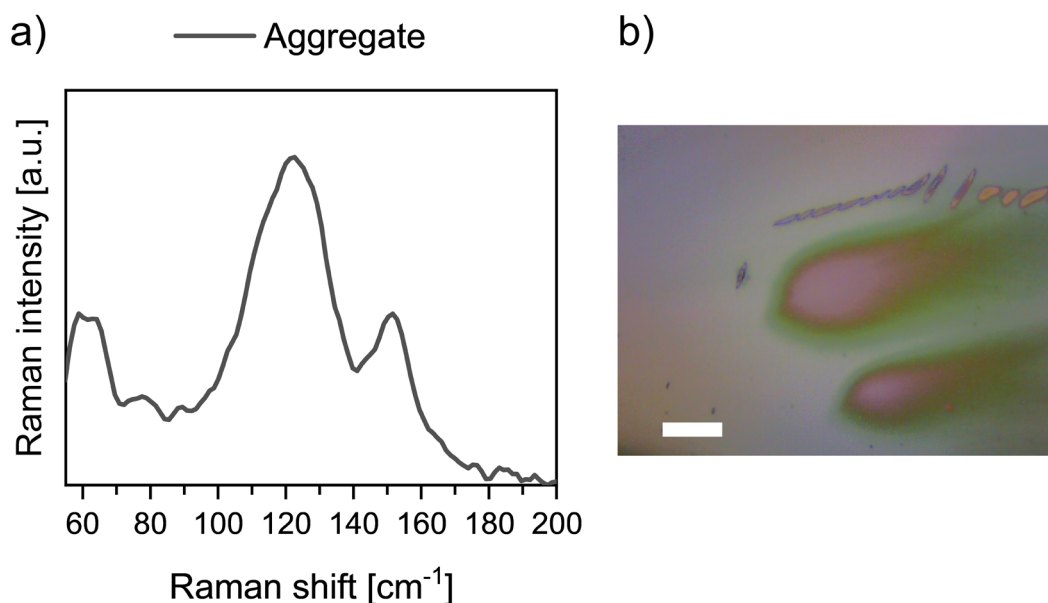 a)
Aggregate
b)
Raman intensity [a.u.]
60 80 100 120 140 160 180 200
Raman shift [cm⁻¹]